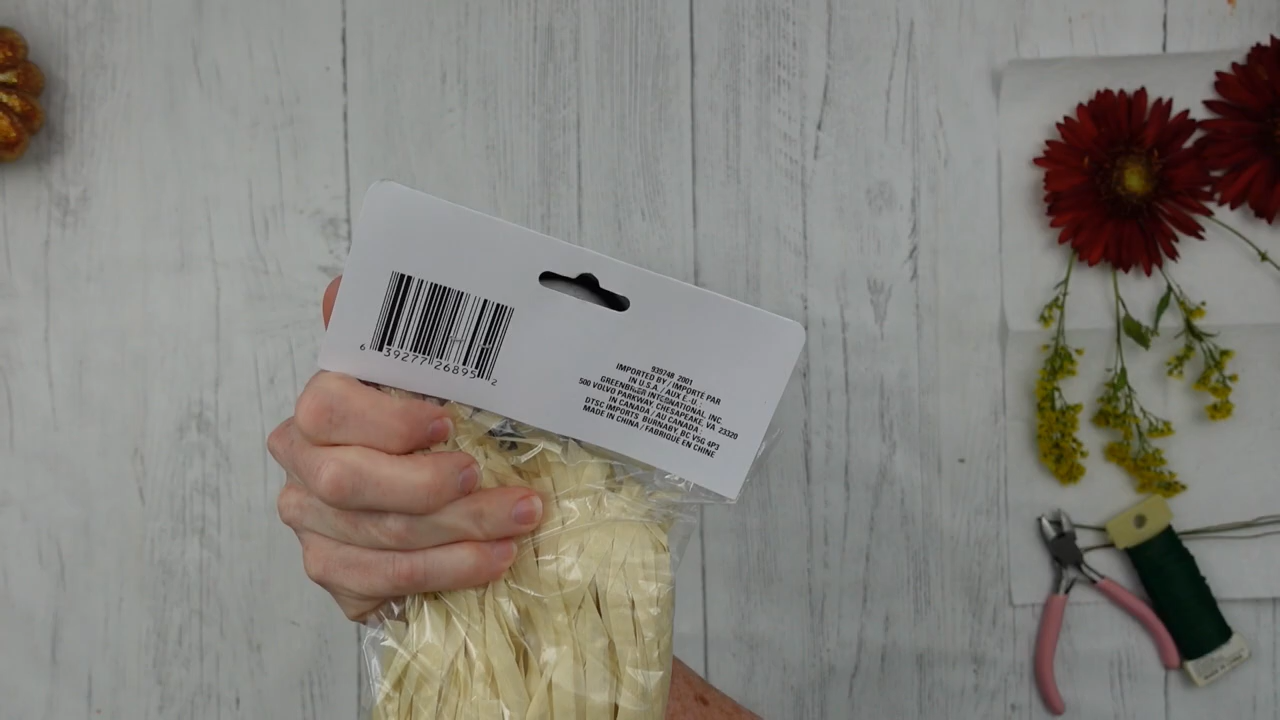 6 39277 26895 2
939748 2001
IMPORTED BY / IMPORTÉ PAR
IN U.S.A. / AUX É.-U. :
GREENBRIER INTERNATIONAL, INC.
500 VOLVO PARKWAY, CHESAPEAKE, VA 23320
IN CANADA / AU CANADA :
DTSC IMPORTS, BURNABY, BC V5G 4P3
MADE IN CHINA / FABRIQUÉ EN CHINE